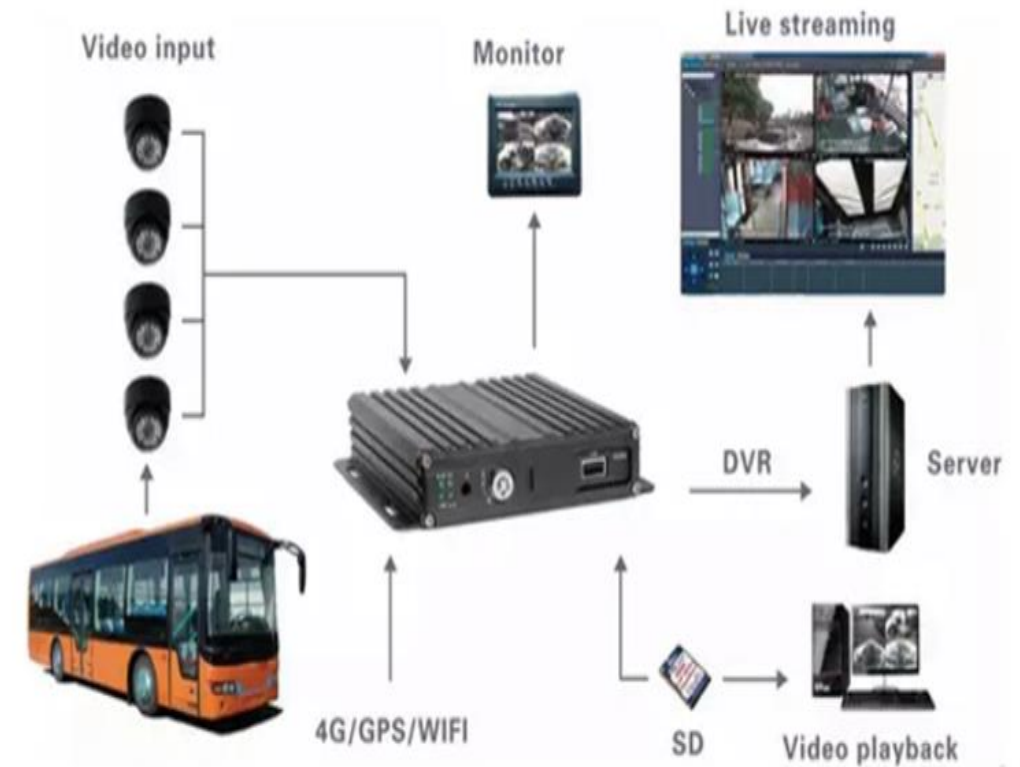 Video input
Monitor
Live streaming
DVR
Server
4G/GPS/WIFI
SD
Video playback